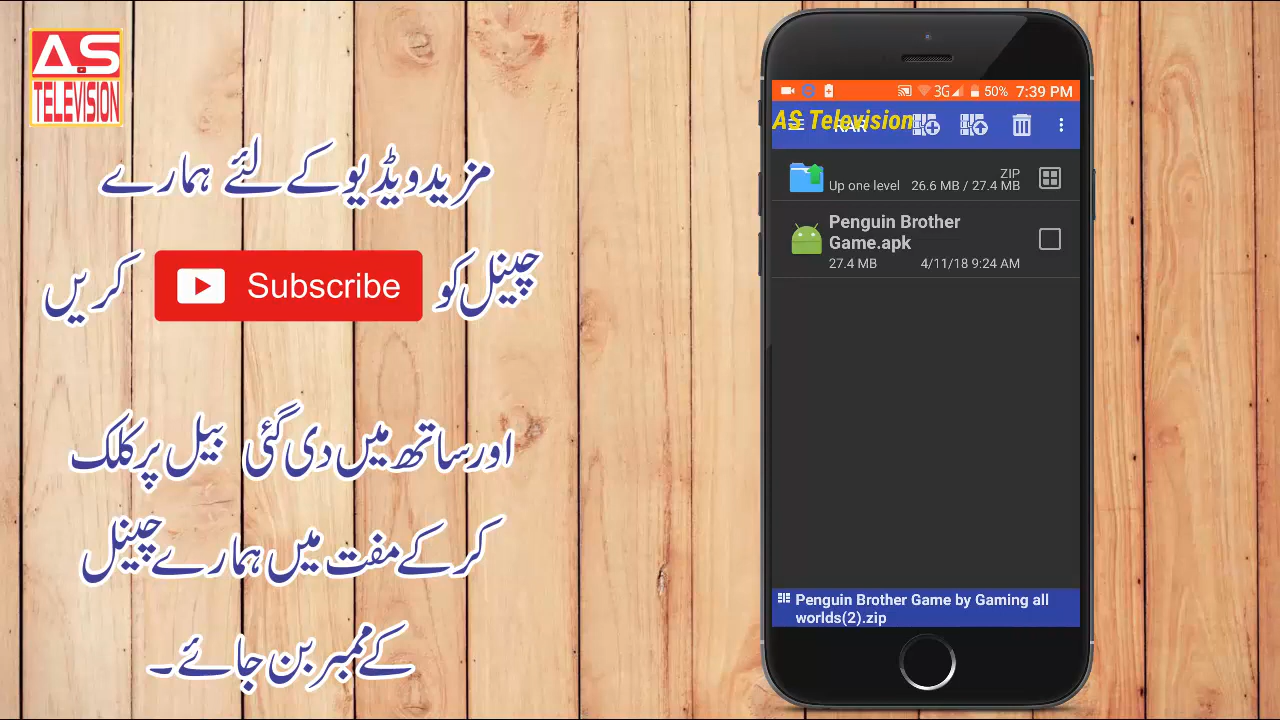 AS
TELEVISION
مزید ویڈیو کے لئے ہمارے
چینل کو Subscribe کریں
اور ساتھ میں دی گئی بیل پر کلک
کر کے مفت میں ہمارے چینل
کے ممبر بن جائے۔
3G 50% 7:39 PM
AS Television
RAR
ZIP
Up one level 26.6 MB / 27.4 MB
Penguin Brother
Game.apk
27.4 MB 4/11/18 9:24 AM
Penguin Brother Game by Gaming all
worlds(2).zip